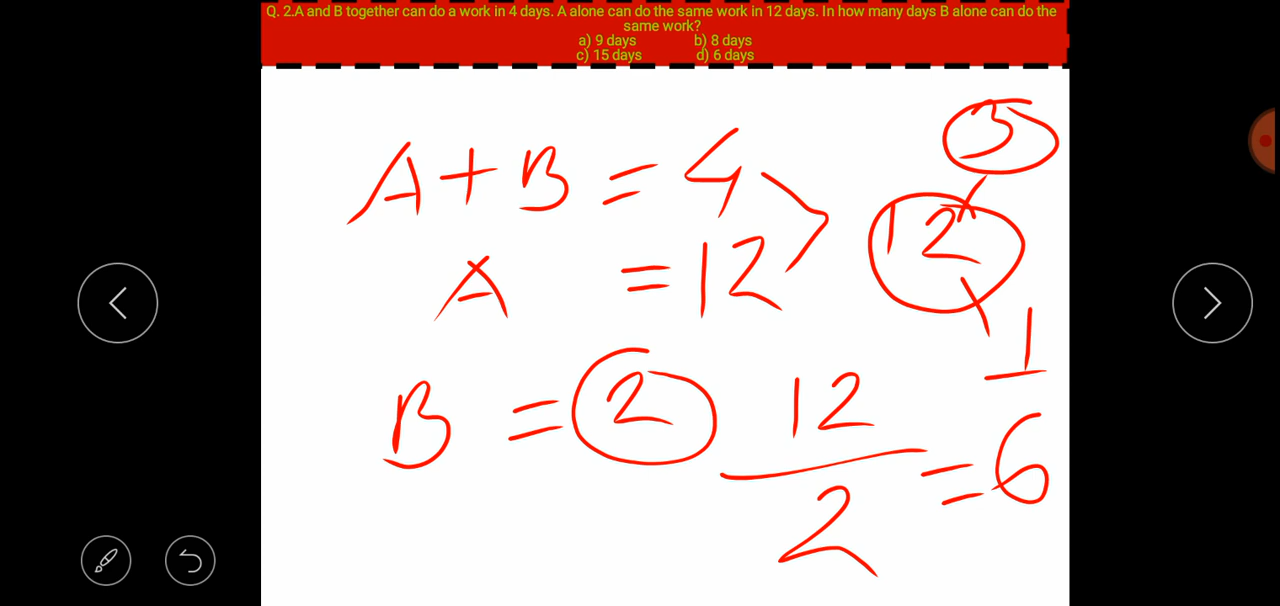 Q. 2.A and B together can do a work in 4 days. A alone can do the same work in 12 days. In how many days B alone can do the
same work?
a) 9 days b) 8 days
c) 15 days d) 6 days
3
A + B = 4
12
A = 12
1
B = 2 12/2 = 6